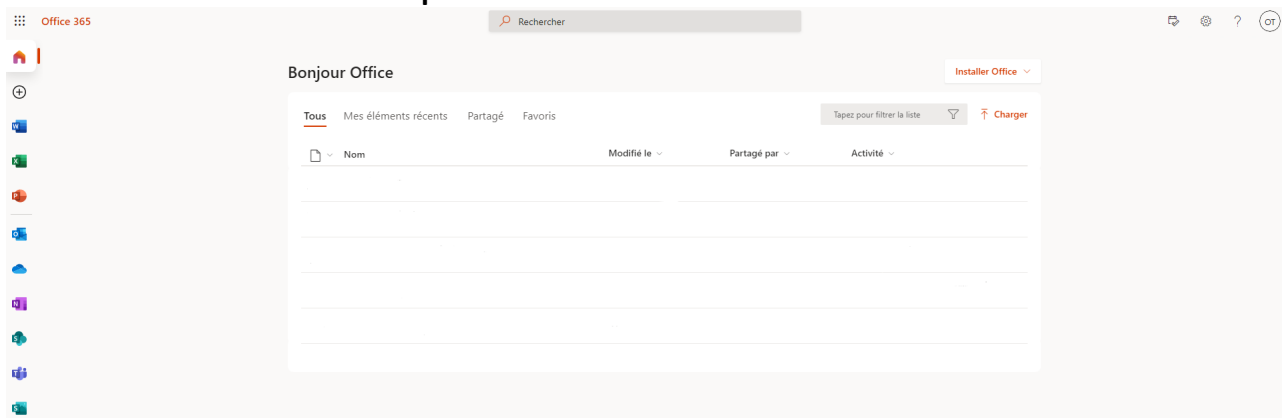 Office 365
Rechercher
OT
Bonjour Office
Installer Office
Tous Mes éléments récents Partagé Favoris
Tapez pour filtrer la liste
Charger
Nom Modifié le Partagé par Activité